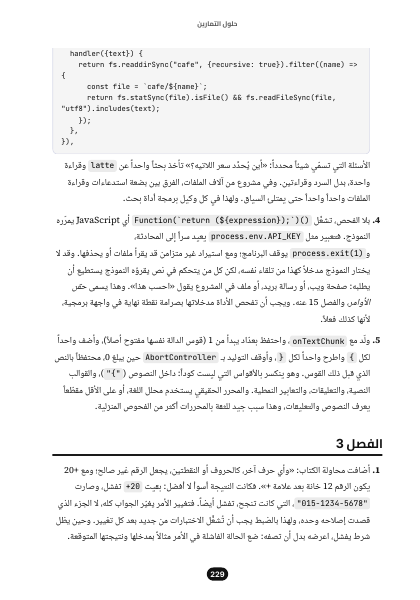 حلول التمارين
handler({text}) {
return fs.readdirSync("cafe", {recursive: true}).filter((name) =>
{
const file = `cafe/${name}`;
return fs.statSync(file).isFile() && fs.readFileSync(file,
"utf8").includes(text);
});
},
}),
الأسئلة التي تسمّي شيئاً محدداً: «أين يُحدَّد سعر اللاتيه؟» تأخذ بحثاً واحداً عن latte وقراءة
واحدة، بدل السرد وقراءتين. وفي مشروع من آلاف الملفات، الفرق بين بضعة استدعاءات وقراءة
الملفات واحداً واحداً حتى يمتلئ السياق. ولهذا في كل وكيل برمجة أداة بحث.
4. بلا الفحص، تشغّل Function(`return (${expression});`)() أي JavaScript يمرّره
النموذج. فتعبير مثل process.env.API_KEY يعيد سراً إلى المحادثة،
و process.exit(1) يوقف البرنامج؛ ومع استيراد غير متزامن قد يقرأ ملفات أو يحذفها. وقد لا
يختار النموذج مدخلاً كهذا من تلقاء نفسه، لكن كل من يتحكم في نص يقرؤه النموذج يستطيع أن
يطلبه: صفحة ويب، أو رسالة بريد، أو ملف في المشروع يقول «احسب هذا». وهذا يسمى حقن
الأوامر، والفصل 15 عنه. ويجب أن تفحص الأداة مدخلاتها بصرامة نقطة نهاية في واجهة برمجية،
لأنها كذلك فعلاً.
5. ولّد مع onTextChunk، واحتفظ بعدّاد يبدأ من 1 (قوس الدالة نفسها مفتوح أصلاً)، وأضف واحداً
لكل { واطرح واحداً لكل }، وأوقف التوليد بـ AbortController حين يبلغ 0، محتفظاً بالنص
الذي قبل ذلك القوس. وهو ينكسر بالأقواس التي ليست كوداً: داخل النصوص ("}")، والقوالب
النصية، والتعليقات، والتعابير النمطية. والمحرر الحقيقي يستخدم محلل اللغة، أو على الأقل مقطّعاً
يعرف النصوص والتعليقات، وهذا سبب جيد للثقة بالمحررات أكثر من الفحوص المنزلية.
الفصل 3
1. أضافت محاولة الكتاب: «وأي حرف آخر، كالحروف أو النقطتين، يجعل الرقم غير صالح؛ ومع +20
يكون الرقم 12 خانة بعد علامة +». فكانت النتيجة أسوأ لا أفضل: بقيت +20 تفشل، وصارت
"015-1234-5678"، التي كانت تنجح، تفشل أيضاً. فتغيير الأمر يغيّر الجواب كله، لا الجزء الذي
قصدت إصلاحه وحده، ولهذا بالضبط يجب أن تُشغَّل الاختبارات من جديد بعد كل تغيير. وحين يظل
شرط يفشل، اعرضه بدل أن تصفه: ضع الحالة الفاشلة في الأمر مثالاً بمدخلها ونتيجتها المتوقعة.
229